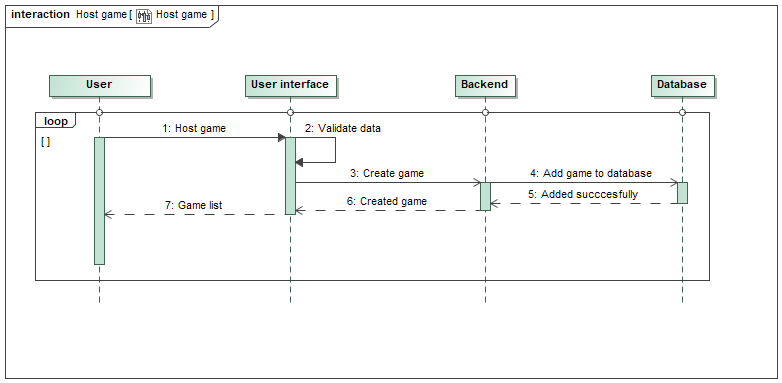 interaction Host game [ Host game ]
User
User interface
Backend
Database
loop
[ ]
1: Host game
2: Validate data
3: Create game
4: Add game to database
5: Added succcesfully
6: Created game
7: Game list